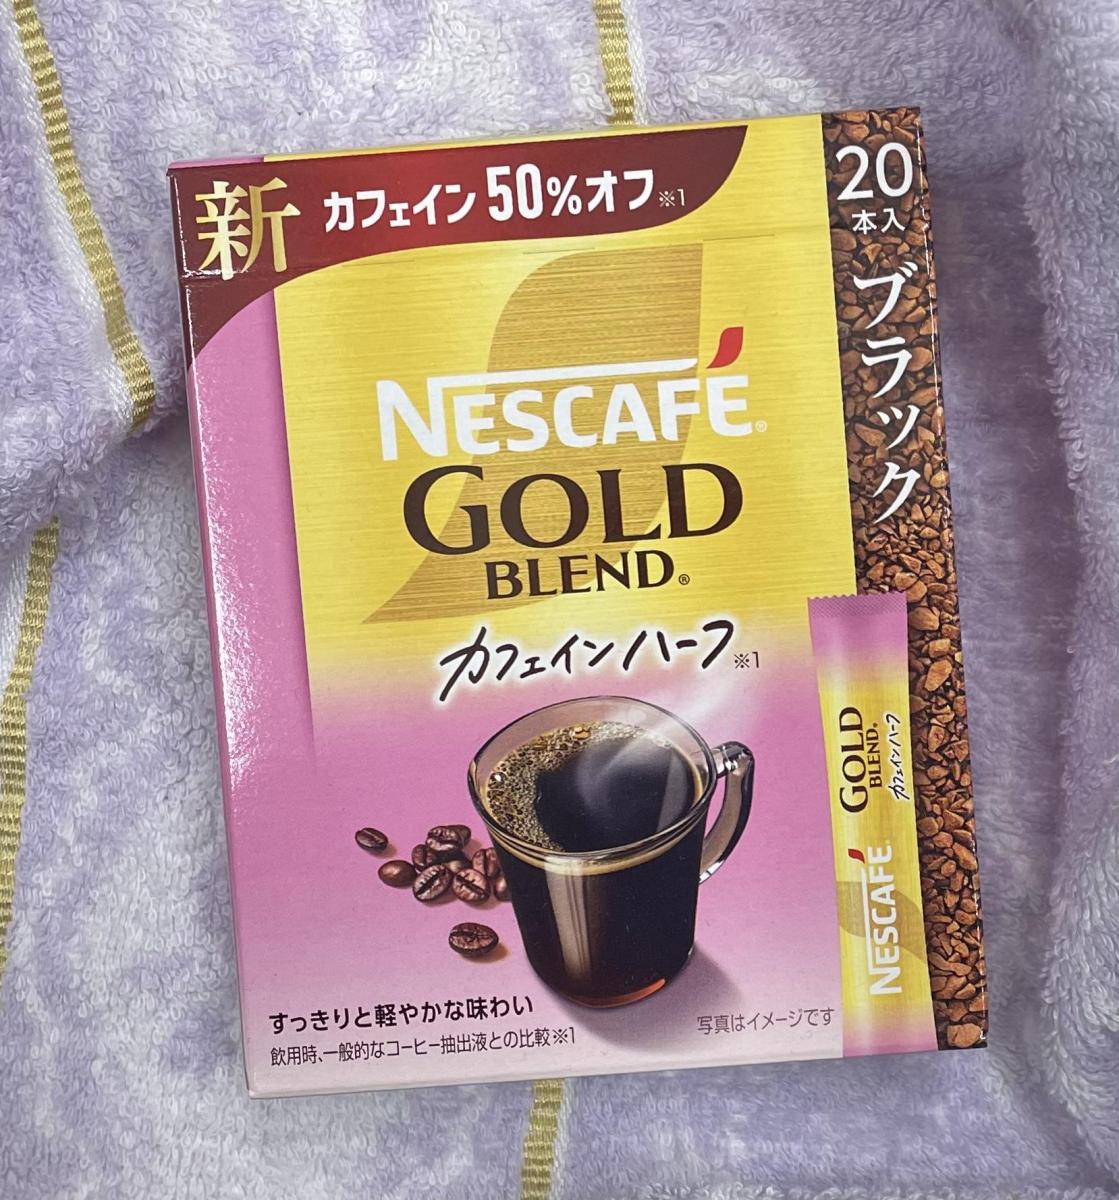 新 カフェイン50%オフ※1
NESCAFÉ®
GOLD
BLEND®
カフェインハーフ※1
すっきりと軽やかな味わい
飲用時、一般的なコーヒー抽出液との比較※1
写真はイメージです
20
本入
ブラック
NESCAFÉ
GOLD
BLEND®
カフェインハーフ